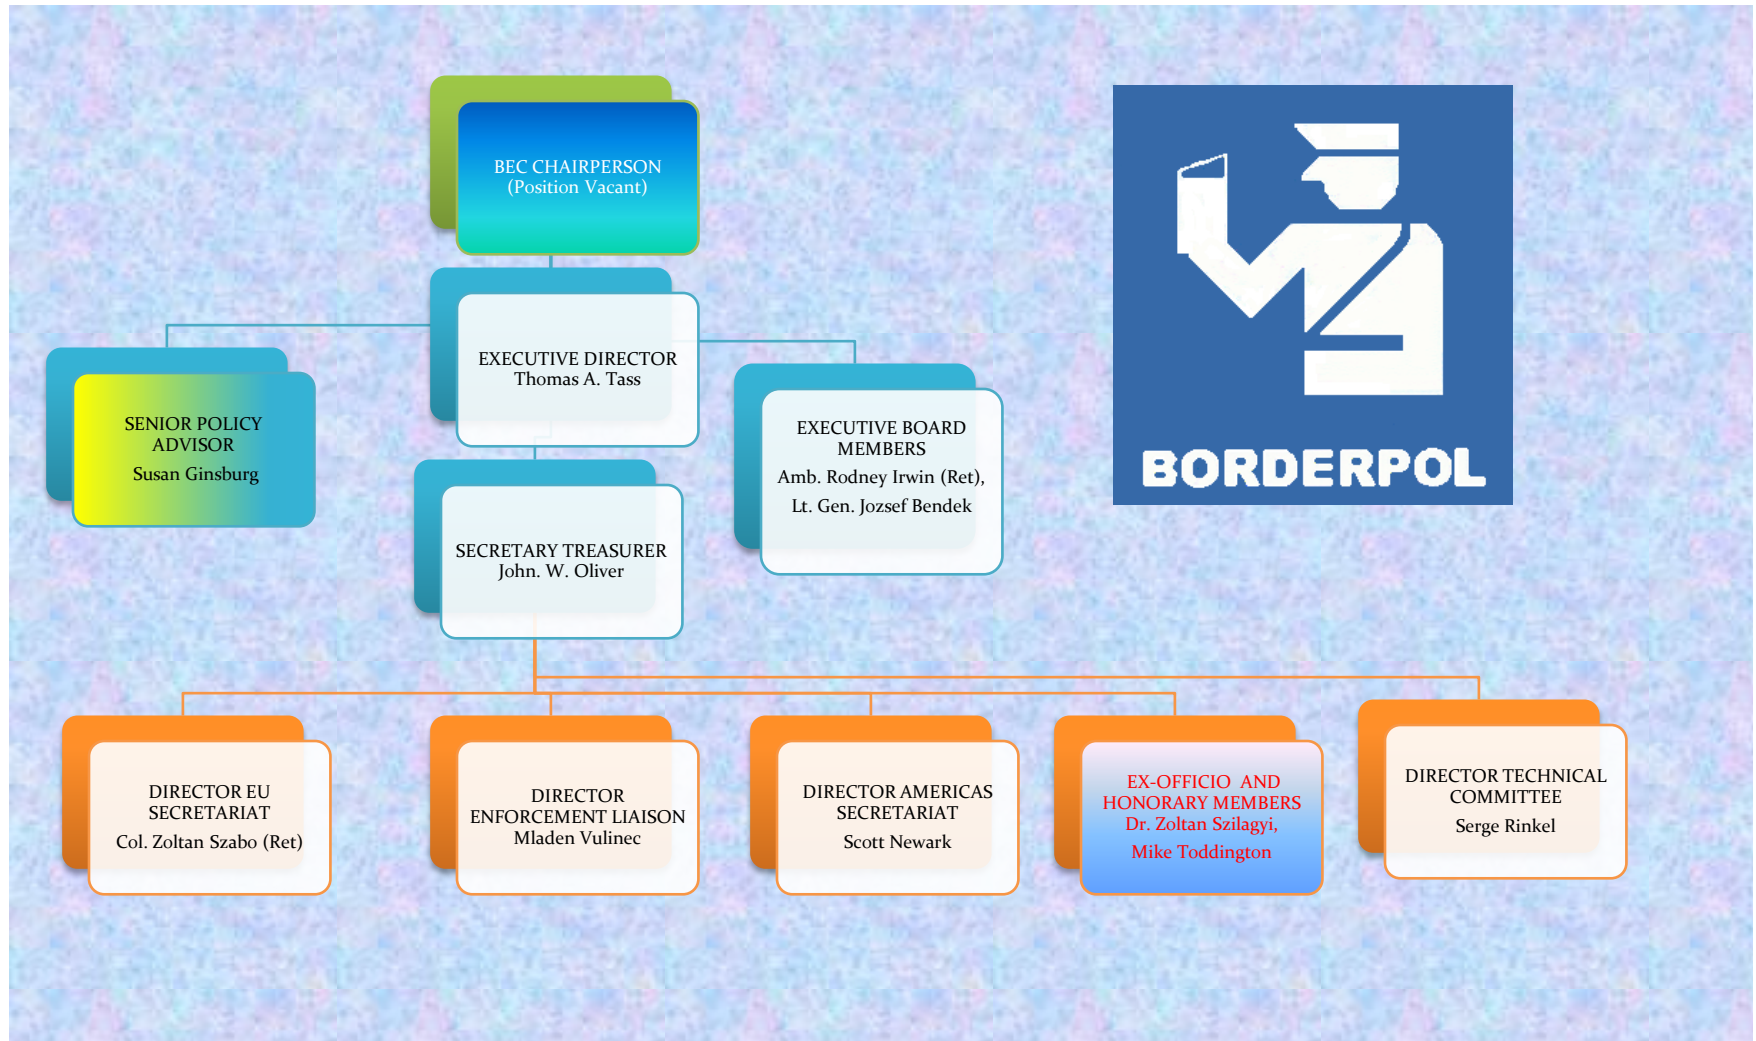 BEC CHAIRPERSON
(Position Vacant)
EXECUTIVE DIRECTOR
Thomas A. Tass
SENIOR POLICY
ADVISOR
Susan Ginsburg
EXECUTIVE BOARD
MEMBERS
Amb. Rodney Irwin (Ret),
Lt. Gen. Jozsef Bendek
SECRETARY TREASURER
John. W. Oliver
BORDERPOL
DIRECTOR EU
SECRETARIAT
Col. Zoltan Szabo (Ret)
DIRECTOR
ENFORCEMENT LIAISON
Mladen Vulinec
DIRECTOR AMERICAS
SECRETARIAT
Scott Newark
EX-OFFICIO  AND
HONORARY MEMBERS
Dr. Zoltan Szilagyi,
Mike Toddington
DIRECTOR TECHNICAL
COMMITTEE
Serge Rinkel